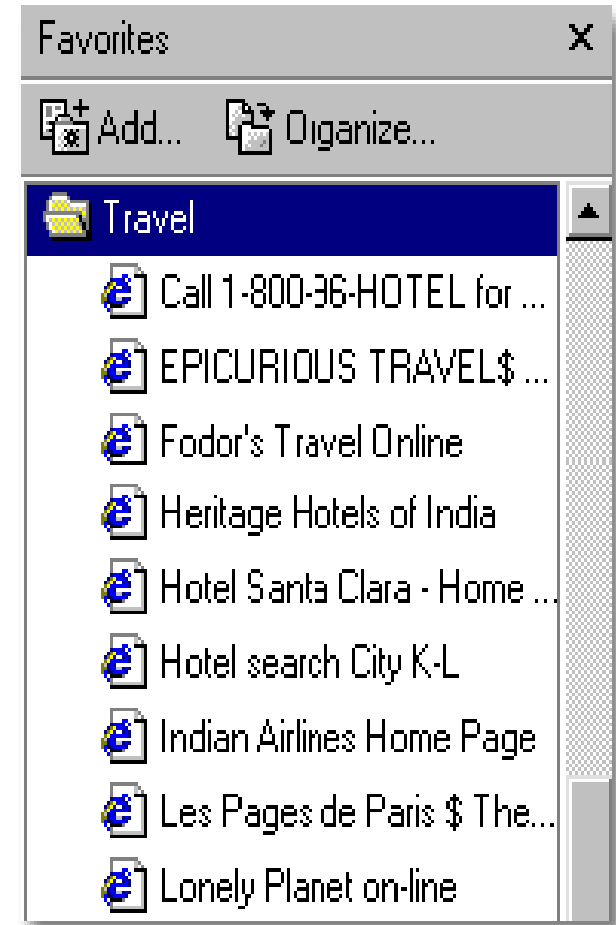 Favorites X
Add... Organize...
Travel
Call 1-800-96-HOTEL for ...
EPICURIOUS TRAVEL$ ...
Fodor's Travel Online
Heritage Hotels of India
Hotel Santa Clara - Home ...
Hotel search City K-L
Indian Airlines Home Page
Les Pages de Paris $ The...
Lonely Planet on-line